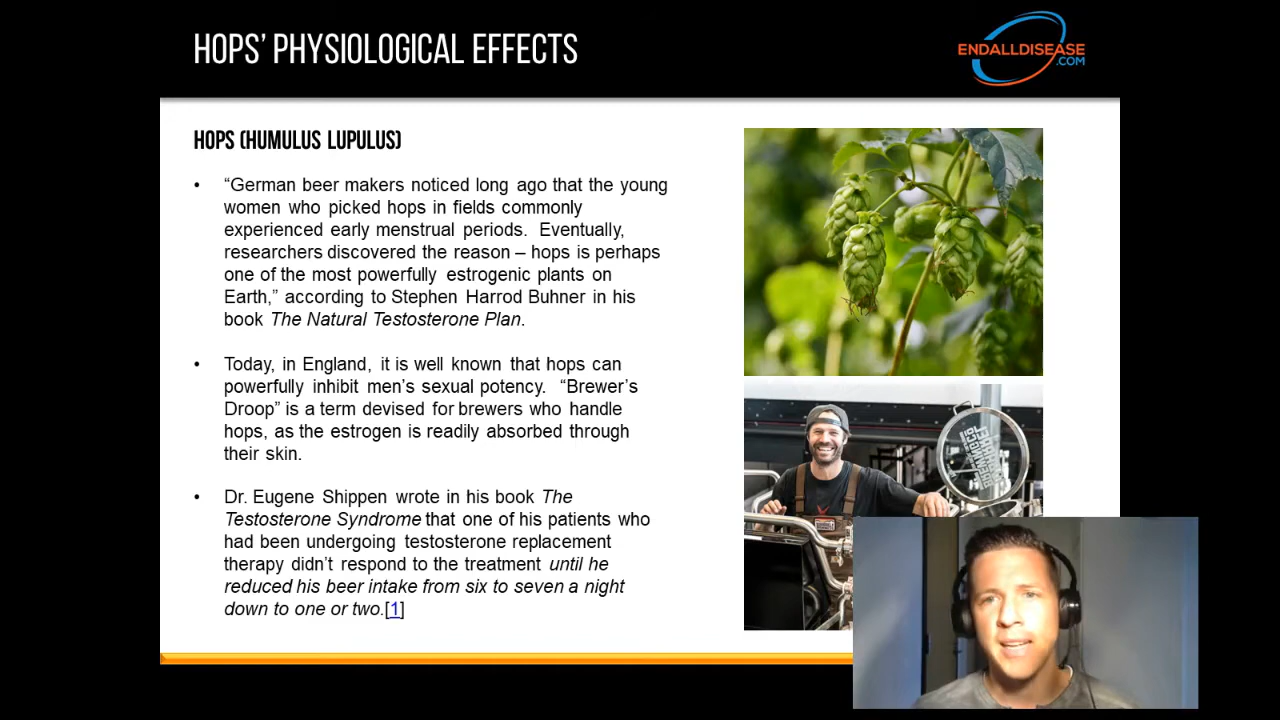 HOPS’ PHYSIOLOGICAL EFFECTS
ENDALLDISEASE
.COM
HOPS (HUMULUS LUPULUS)
• “German beer makers noticed long ago that the young
women who picked hops in fields commonly
experienced early menstrual periods. Eventually,
researchers discovered the reason – hops is perhaps
one of the most powerfully estrogenic plants on
Earth,” according to Stephen Harrod Buhner in his
book The Natural Testosterone Plan.
• Today, in England, it is well known that hops can
powerfully inhibit men’s sexual potency. “Brewer’s
Droop” is a term devised for brewers who handle
hops, as the estrogen is readily absorbed through
their skin.
• Dr. Eugene Shippen wrote in his book The
Testosterone Syndrome that one of his patients who
had been undergoing testosterone replacement
therapy didn’t respond to the treatment until he
reduced his beer intake from six to seven a night
down to one or two.[1]